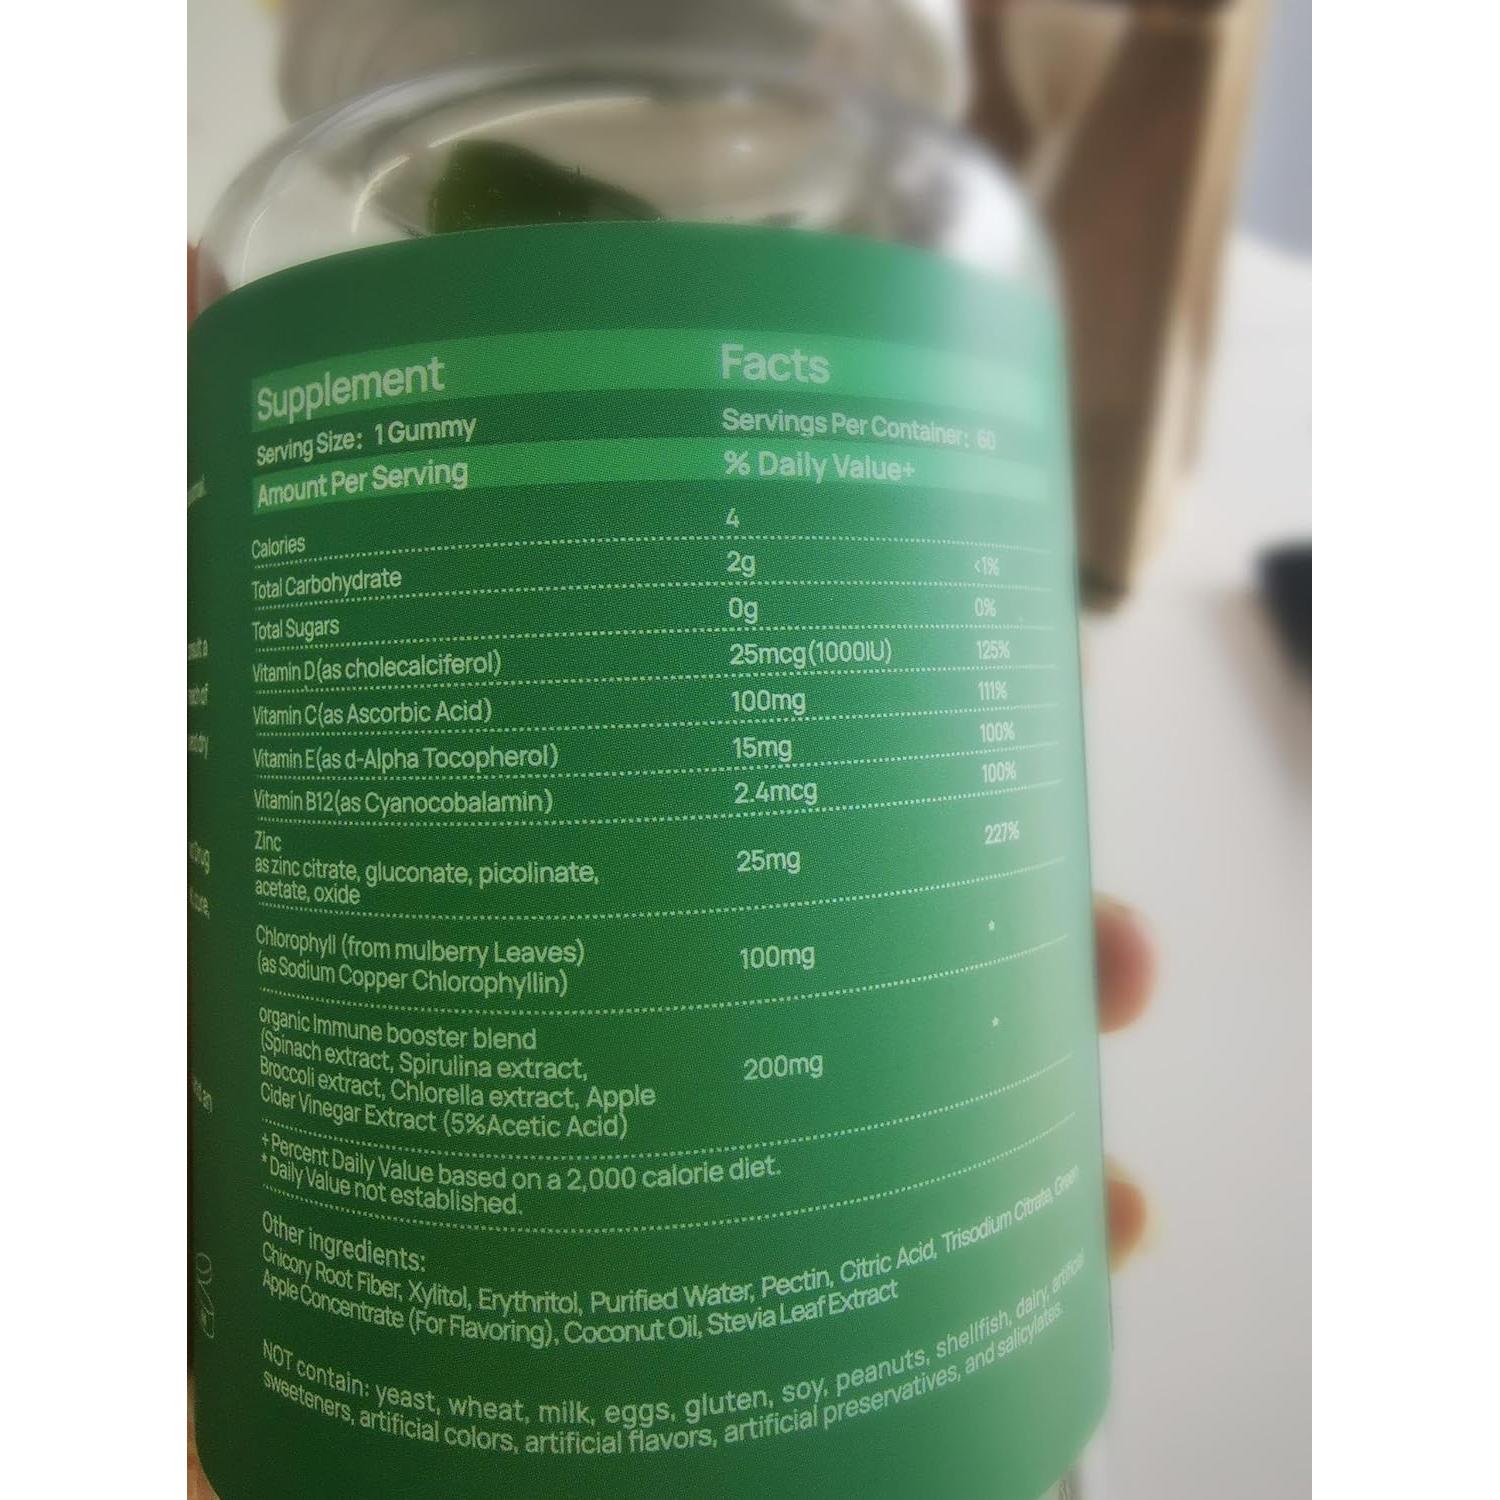 Supplement Facts
Serving Size: 1 Gummy Servings Per Container: 60
Amount Per Serving % Daily Value+
Calories 4
Total Carbohydrate 2g <1%
Total Sugars 0g 0%
Vitamin D(as cholecalciferol) 25mcg(1000IU) 125%
Vitamin C(as Ascorbic Acid) 100mg 111%
Vitamin E(as d-Alpha Tocopherol) 15mg 100%
Vitamin B12(as Cyanocobalamin) 2.4mcg 100%
Zinc
as zinc citrate, gluconate, picolinate, 25mg 227%
acetate, oxide
Chlorophyll (from mulberry Leaves)
(as Sodium Copper Chlorophyllin) 100mg *
organic Immune booster blend
(Spinach extract, Spirulina extract,
Broccoli extract, Chlorella extract, Apple 200mg *
Cider Vinegar Extract (5%Acetic Acid)
+Percent Daily Value based on a 2,000 calorie diet.
*Daily Value not established.
Other ingredients:
Chicory Root Fiber, Xylitol, Erythritol, Purified Water, Pectin, Citric Acid, Trisodium Citrate, Green
Apple Concentrate (For Flavoring), Coconut Oil, Stevia Leaf Extract
NOT contain: yeast, wheat, milk, eggs, gluten, soy, peanuts, shellfish, dairy, artificial
sweeteners, artificial colors, artificial flavors, artificial preservatives, and salicylates.